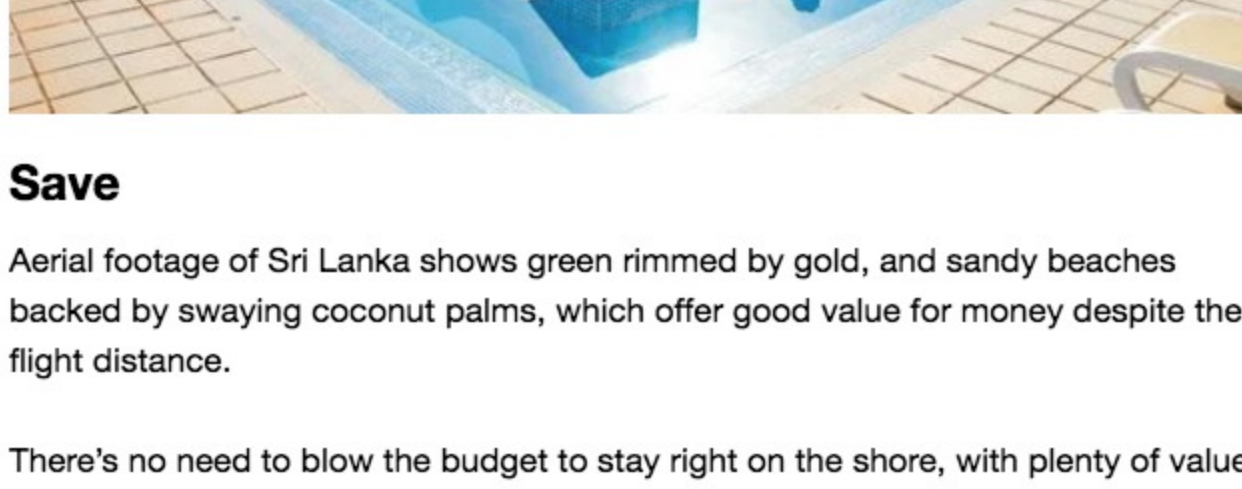 Save
Aerial footage of Sri Lanka shows green rimmed by gold, and sandy beaches
backed by swaying coconut palms, which offer good value for money despite the
flight distance.
There’s no need to blow the budget to stay right on the shore, with plenty of value